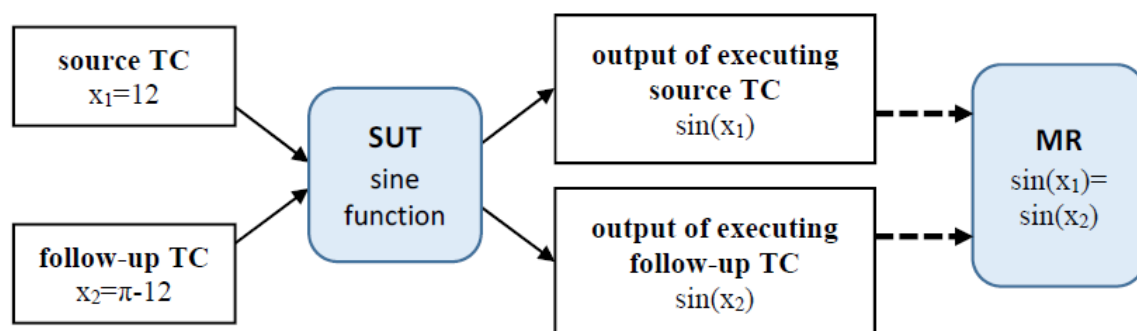 source TC
x₁=12
follow-up TC
x₂=π-12
SUT
sine
function
output of executing
source TC
sin(x₁)
output of executing
follow-up TC
sin(x₂)
MR
sin(x₁)=
sin(x₂)